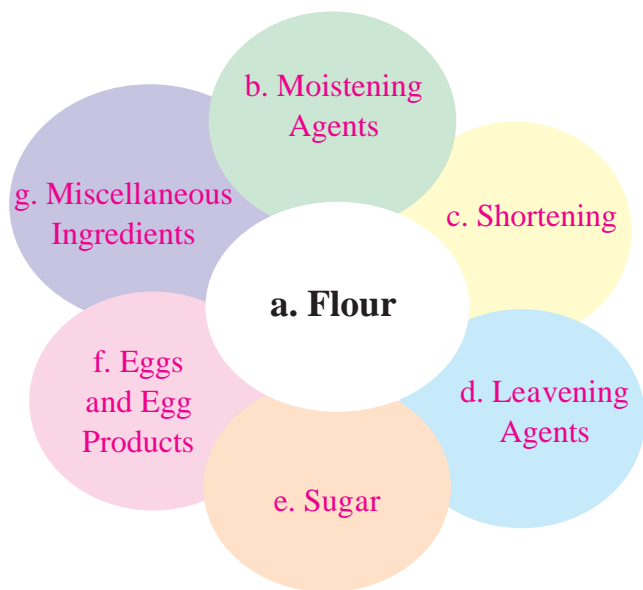 a. Flour
b. Moistening
Agents
c. Shortening
d. Leavening
Agents
e. Sugar
f. Eggs
and Egg
Products
g. Miscellaneous
Ingredients